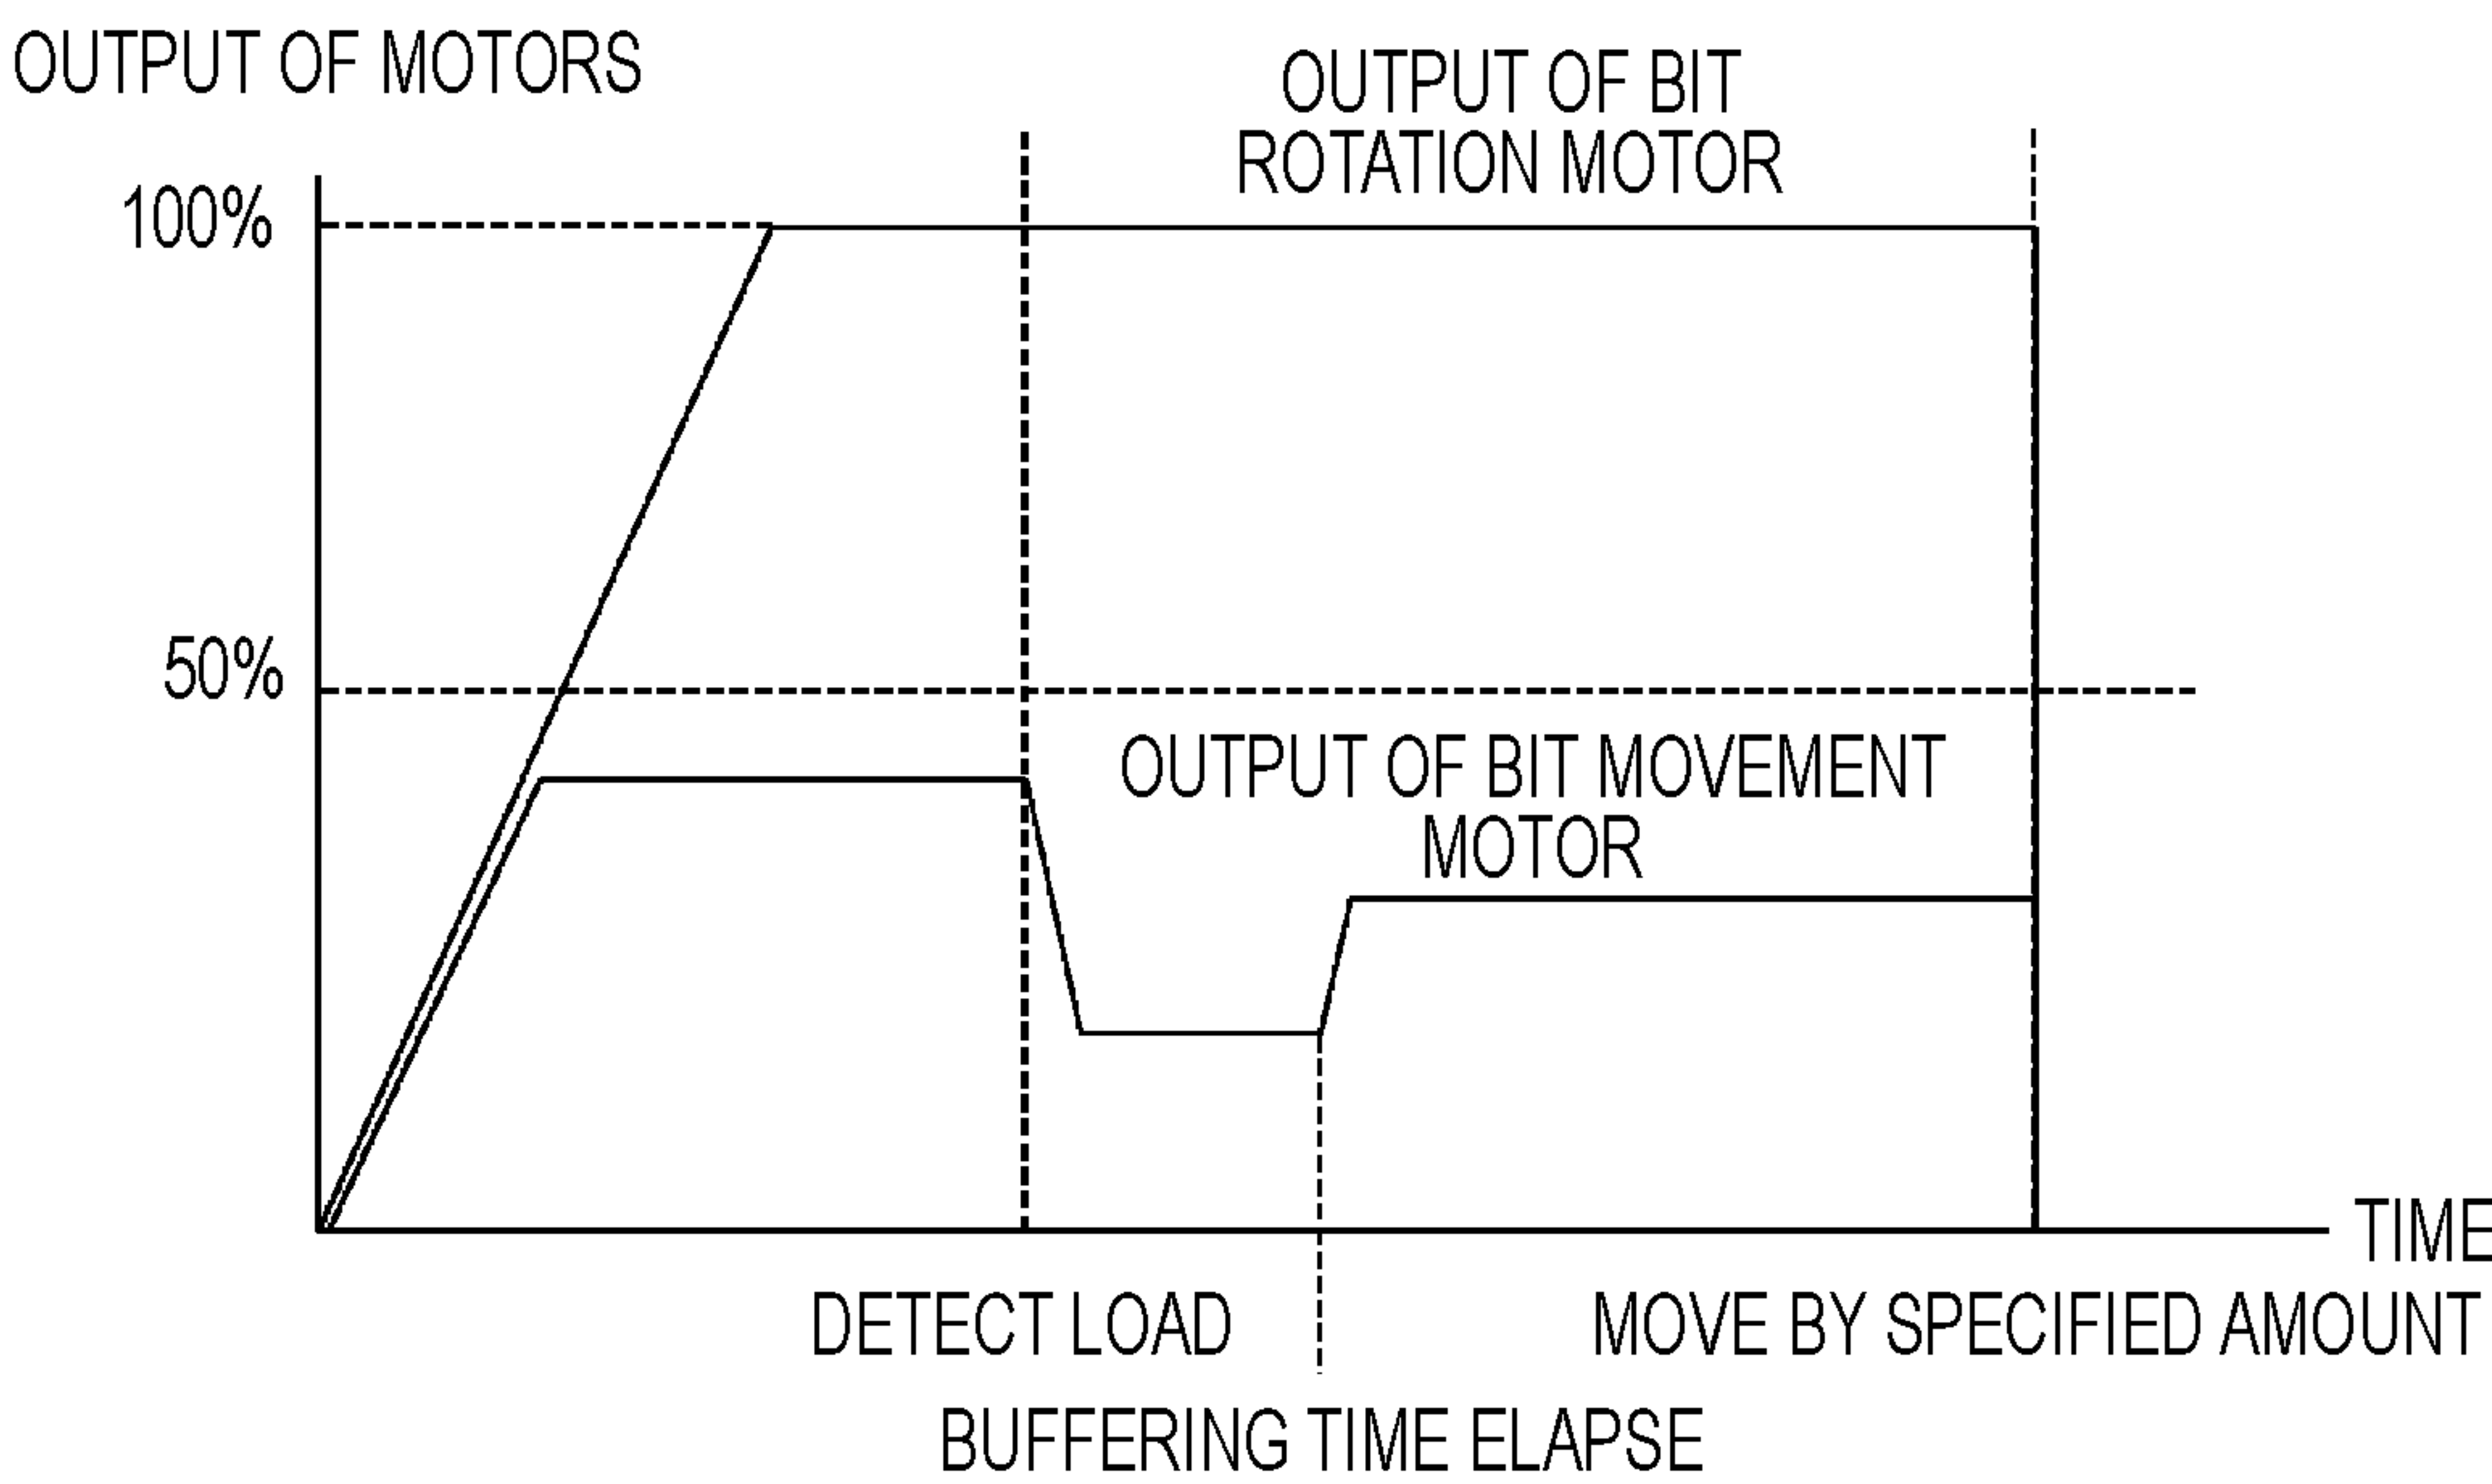 OUTPUT OF MOTORS
OUTPUT OF BIT
ROTATION MOTOR
100%
50%
OUTPUT OF BIT MOVEMENT
MOTOR
TIME
DETECT LOAD
MOVE BY SPECIFIED AMOUNT
BUFFERING TIME ELAPSE